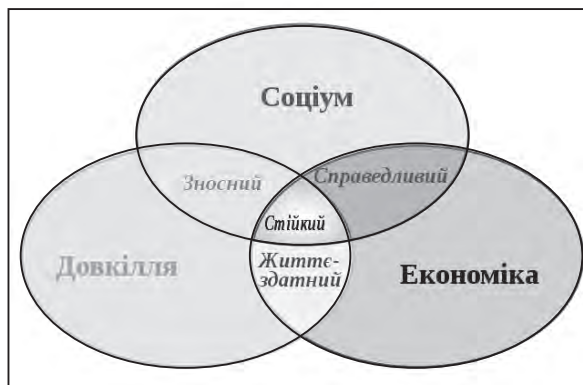 Соціум
Зносний
Справедливий
Стійкий
Довкілля
Життє-
здатний
Економіка